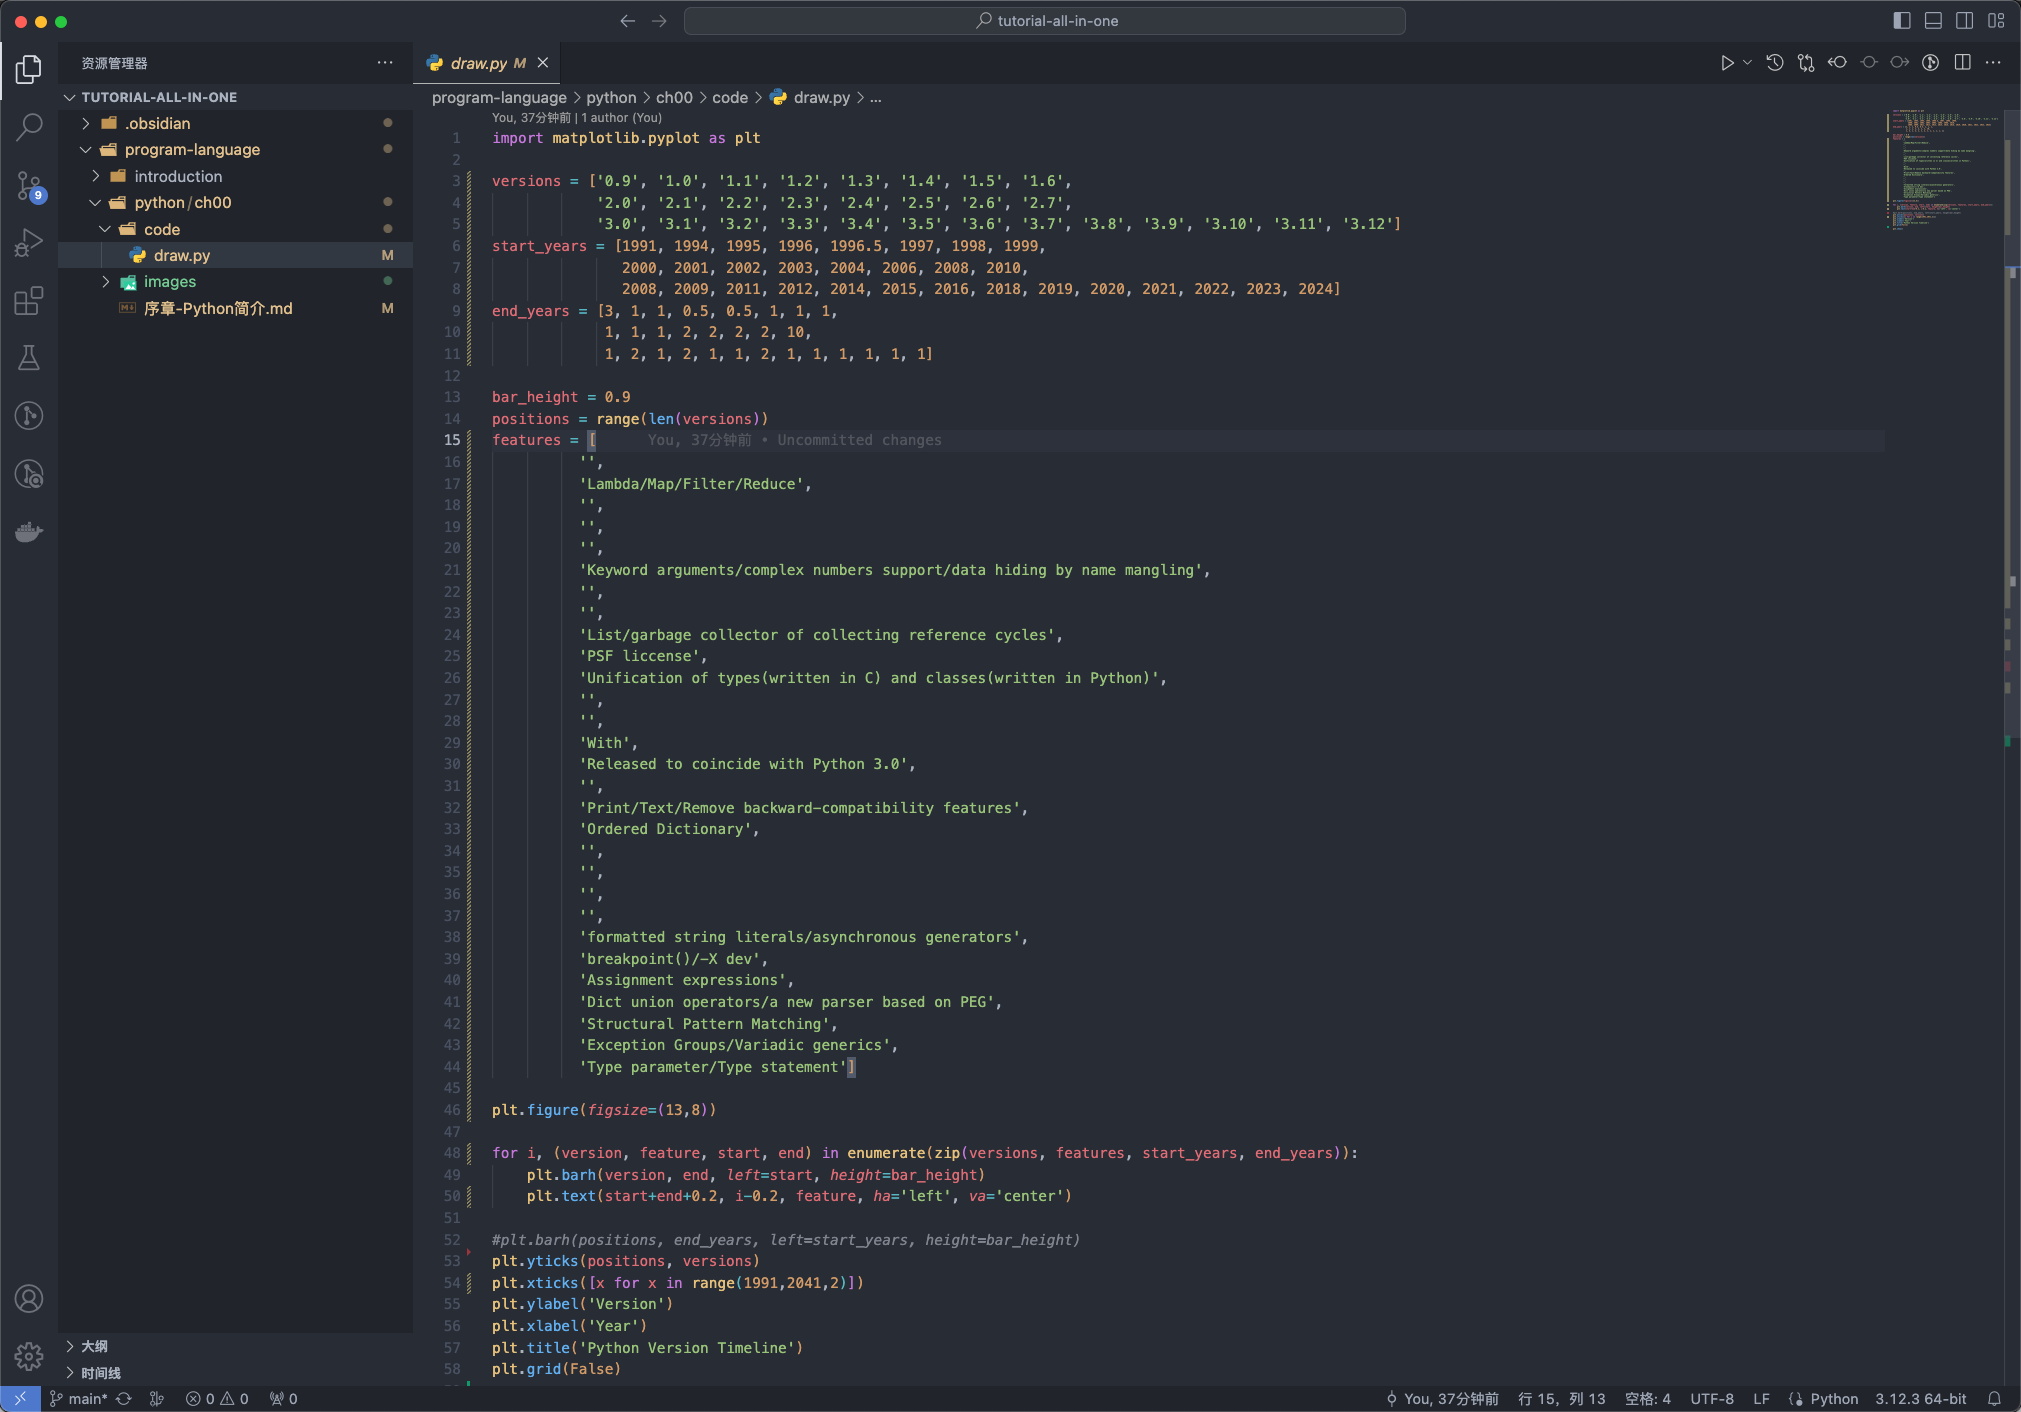 tutorial-all-in-one
资源管理器
draw.py M
TUTORIAL-ALL-IN-ONE
.obsidian
program-language
introduction
python/ch00
code
draw.py M
images
序章-Python简介.md M
9
大纲
时间线
program-language > python > ch00 > code > draw.py > ...
You, 37分钟前 | 1 author (You)
1 import matplotlib.pyplot as plt
2
3 versions = ['0.9', '1.0', '1.1', '1.2', '1.3', '1.4', '1.5', '1.6',
4 '2.0', '2.1', '2.2', '2.3', '2.4', '2.5', '2.6', '2.7',
5 '3.0', '3.1', '3.2', '3.3', '3.4', '3.5', '3.6', '3.7', '3.8', '3.9', '3.10', '3.11', '3.12']
6 start_years = [1991, 1994, 1995, 1996, 1996.5, 1997, 1998, 1999,
7 2000, 2001, 2002, 2003, 2004, 2006, 2008, 2010,
8 2008, 2009, 2011, 2012, 2014, 2015, 2016, 2018, 2019, 2020, 2021, 2022, 2023, 2024]
9 end_years = [3, 1, 1, 0.5, 0.5, 1, 1, 1,
10 1, 1, 1, 2, 2, 2, 2, 10,
11 1, 2, 1, 2, 1, 1, 2, 1, 1, 1, 1, 1, 1]
12
13 bar_height = 0.9
14 positions = range(len(versions))
15 features = [ You, 37分钟前 • Uncommitted changes
16 '',
17 'Lambda/Map/Filter/Reduce',
18 '',
19 '',
20 '',
21 'Keyword arguments/complex numbers support/data hiding by name mangling',
22 '',
23 '',
24 'List/garbage collector of collecting reference cycles',
25 'PSF liccense',
26 'Unification of types(written in C) and classes(written in Python)',
27 '',
28 '',
29 'With',
30 'Released to coincide with Python 3.0',
31 '',
32 'Print/Text/Remove backward-compatibility features',
33 'Ordered Dictionary',
34 '',
35 '',
36 '',
37 '',
38 'formatted string literals/asynchronous generators',
39 'breakpoint()/-X dev',
40 'Assignment expressions',
41 'Dict union operators/a new parser based on PEG',
42 'Structural Pattern Matching',
43 'Exception Groups/Variadic generics',
44 'Type parameter/Type statement']
45
46 plt.figure(figsize=(13,8))
47
48 for i, (version, feature, start, end) in enumerate(zip(versions, features, start_years, end_years)):
49 plt.barh(version, end, left=start, height=bar_height)
50 plt.text(start+end+0.2, i-0.2, feature, ha='left', va='center')
51
52 #plt.barh(positions, end_years, left=start_years, height=bar_height)
53 plt.yticks(positions, versions)
54 plt.xticks([x for x in range(1991,2041,2)])
55 plt.ylabel('Version')
56 plt.xlabel('Year')
57 plt.title('Python Version Timeline')
58 plt.grid(False)
main* 0 0 0 You, 37分钟前 行 15，列 13 空格: 4 UTF-8 LF Python 3.12.3 64-bit